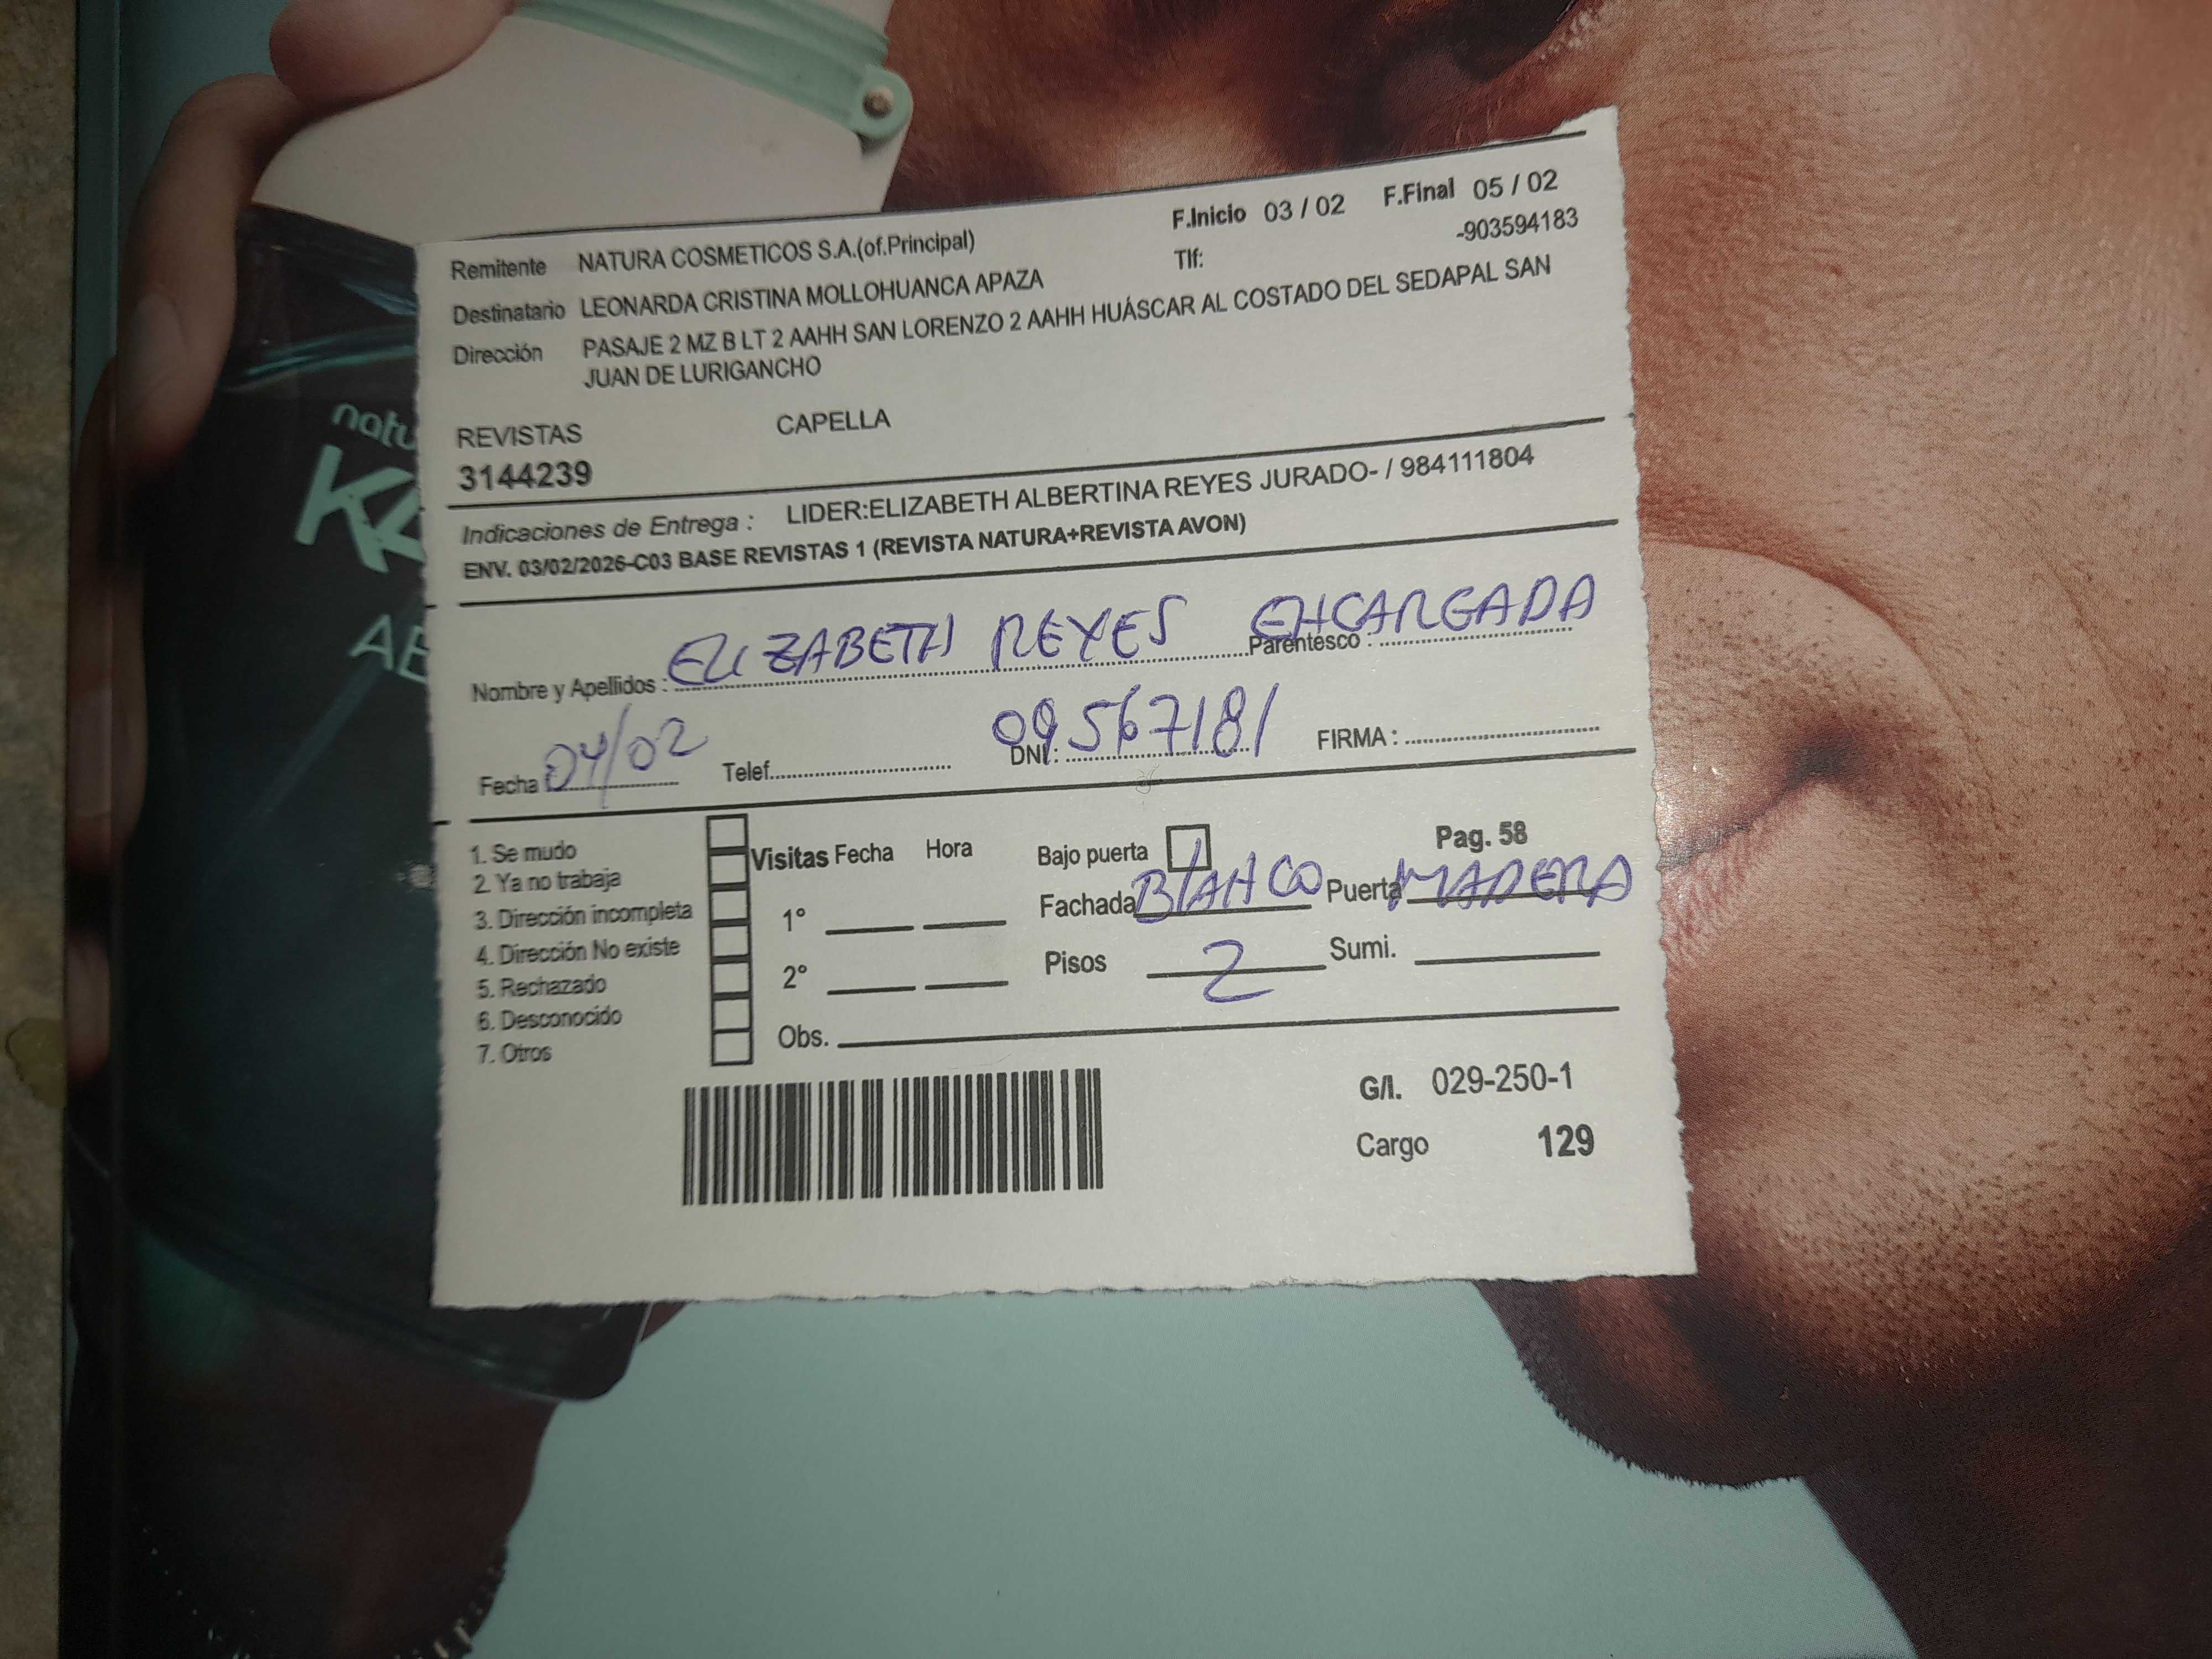 F.Inicio 03 / 02 F.Final 05 / 02
Remitente NATURA COSMETICOS S.A.(of.Principal) Tlf: -903594183
Destinatario LEONARDA CRISTINA MOLLOHUANCA APAZA
Dirección PASAJE 2 MZ B LT 2 AAHH SAN LORENZO 2 AAHH HUÁSCAR AL COSTADO DEL SEDAPAL SAN
JUAN DE LURIGANCHO
REVISTAS CAPELLA
3144239
Indicaciones de Entrega : LIDER:ELIZABETH ALBERTINA REYES JURADO- / 984111804
ENV. 03/02/2026-C03 BASE REVISTAS 1 (REVISTA NATURA+REVISTA AVON)
Nombre y Apellidos : ELIZABETH REYES Parentesco : ENCARGADA
Fecha 04/02 Telef. DNI: 09567181 FIRMA :
1. Se mudo
2. Ya no trabaja
3. Dirección incompleta
4. Dirección No existe
5. Rechazado
6. Desconocido
7. Otros
Visitas Fecha Hora
1°
2°
Obs.
Bajo puerta Pag. 58
Fachada BLANCO Puerta MADERA
Pisos 2 Sumi.
G/I. 029-250-1
Cargo 129
natu
K
AE